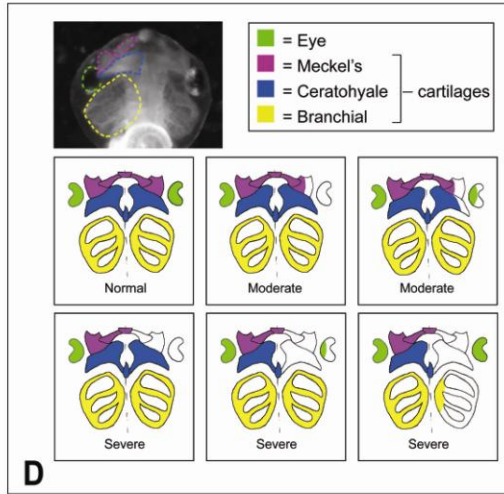 = Eye
= Meckel's
= Ceratohyale
= Branchial
cartilages
Normal
Moderate
Moderate
Severe
Severe
Severe
D